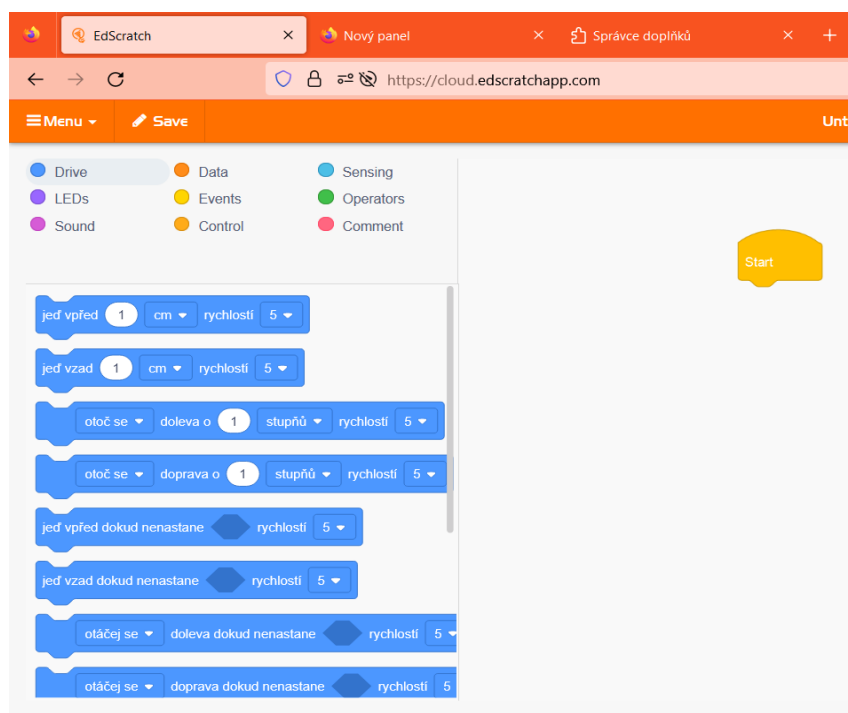 EdScratch Nový panel Správce doplňků
https://cloud.edscratchapp.com
Menu Save Unt
Drive Data Sensing
LEDs Events Operators
Sound Control Comment
Start
jeď vpřed 1 cm rychlostí 5
jeď vzad 1 cm rychlostí 5
otoč se doleva o 1 stupňů rychlostí 5
otoč se doprava o 1 stupňů rychlostí 5
jeď vpřed dokud nenastane rychlostí 5
jeď vzad dokud nenastane rychlostí 5
otáčej se doleva dokud nenastane rychlostí 5
otáčej se doprava dokud nenastane rychlostí 5